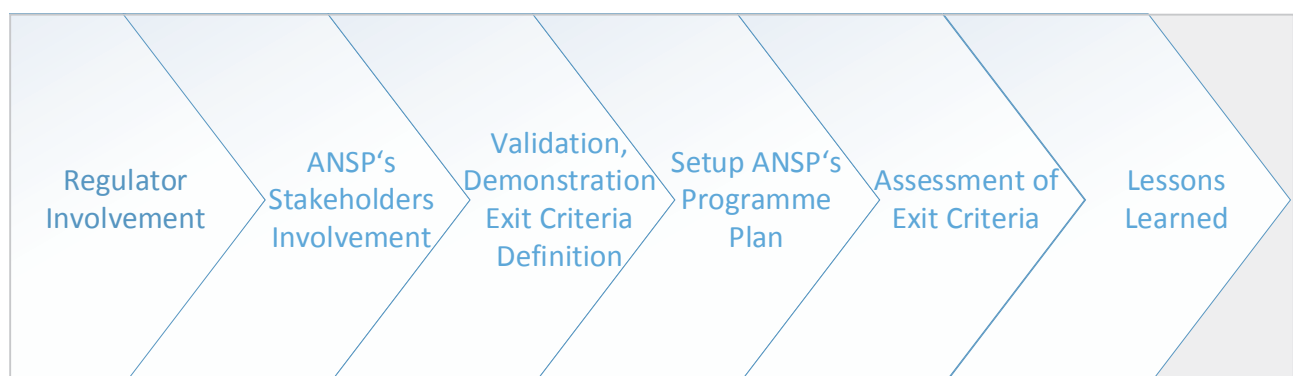 Regulator
Involvement
ANSP‘s
Stakeholders
Involvement
Validation,
Demonstration
Exit Criteria
Definition
Setup ANSP‘s
Programme
Plan
Assessment of
Exit Criteria
Lessons
Learned